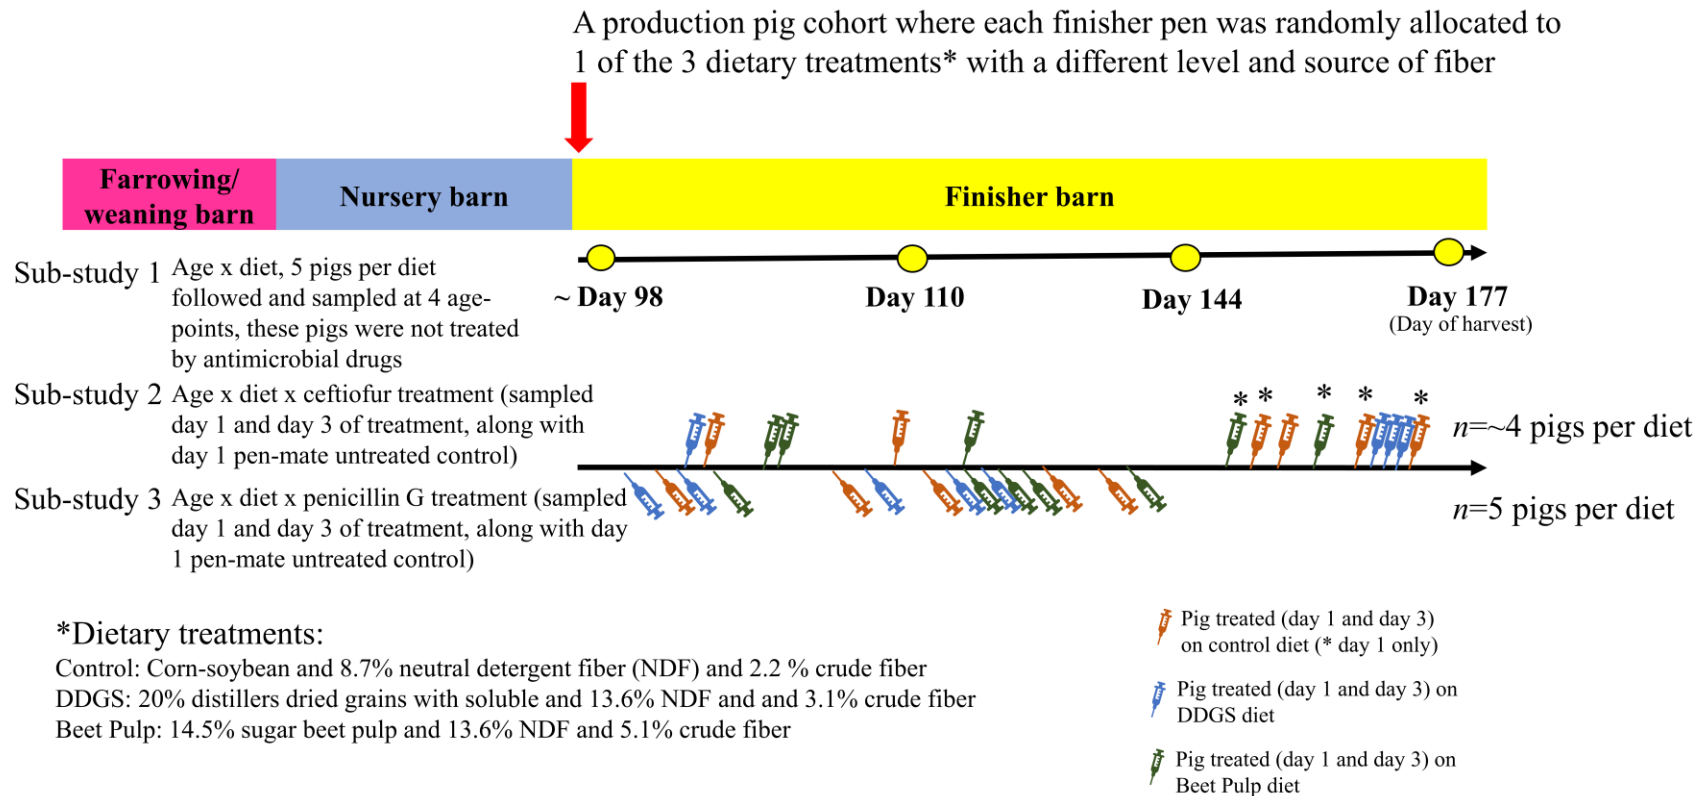 A production pig cohort where each finisher pen was randomly allocated to
1 of the 3 dietary treatments* with a different level and source of fiber
Farrowing/
weaning barn
Nursery barn
Finisher barn
Sub-study 1
Age x diet, 5 pigs per diet
followed and sampled at 4 age-
points, these pigs were not treated
by antimicrobial drugs
~ Day 98
Day 110
Day 144
Day 177
(Day of harvest)
Sub-study 2
Age x diet x ceftiofur treatment (sampled
day 1 and day 3 of treatment, along with
day 1 pen-mate untreated control)
* * * * *
n=~4 pigs per diet
Sub-study 3
Age x diet x penicillin G treatment (sampled
day 1 and day 3 of treatment, along with day
1 pen-mate untreated control)
n=5 pigs per diet
*Dietary treatments:
Control: Corn-soybean and 8.7% neutral detergent fiber (NDF) and 2.2 % crude fiber
DDGS: 20% distillers dried grains with soluble and 13.6% NDF and and 3.1% crude fiber
Beet Pulp: 14.5% sugar beet pulp and 13.6% NDF and 5.1% crude fiber
Pig treated (day 1 and day 3)
on control diet (* day 1 only)
Pig treated (day 1 and day 3) on
DDGS diet
Pig treated (day 1 and day 3) on
Beet Pulp diet